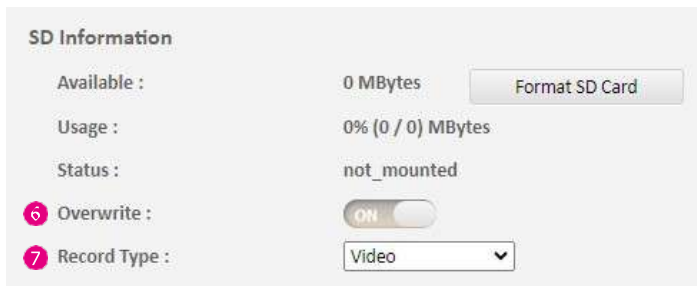 SD Information
Available : 0 MBytes Format SD Card
Usage : 0% (0 / 0) MBytes
Status : not_mounted
6 Overwrite : ON
7 Record Type : Video